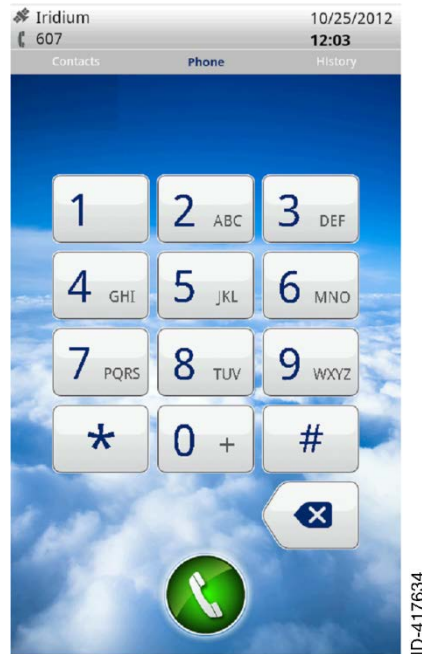 Iridium 10/25/2012
607 12:03
Contacts Phone History
1 2 ABC 3 DEF
4 GHI 5 JKL 6 MNO
7 PQRS 8 TUV 9 WXYZ
* 0 + #
ID-417634